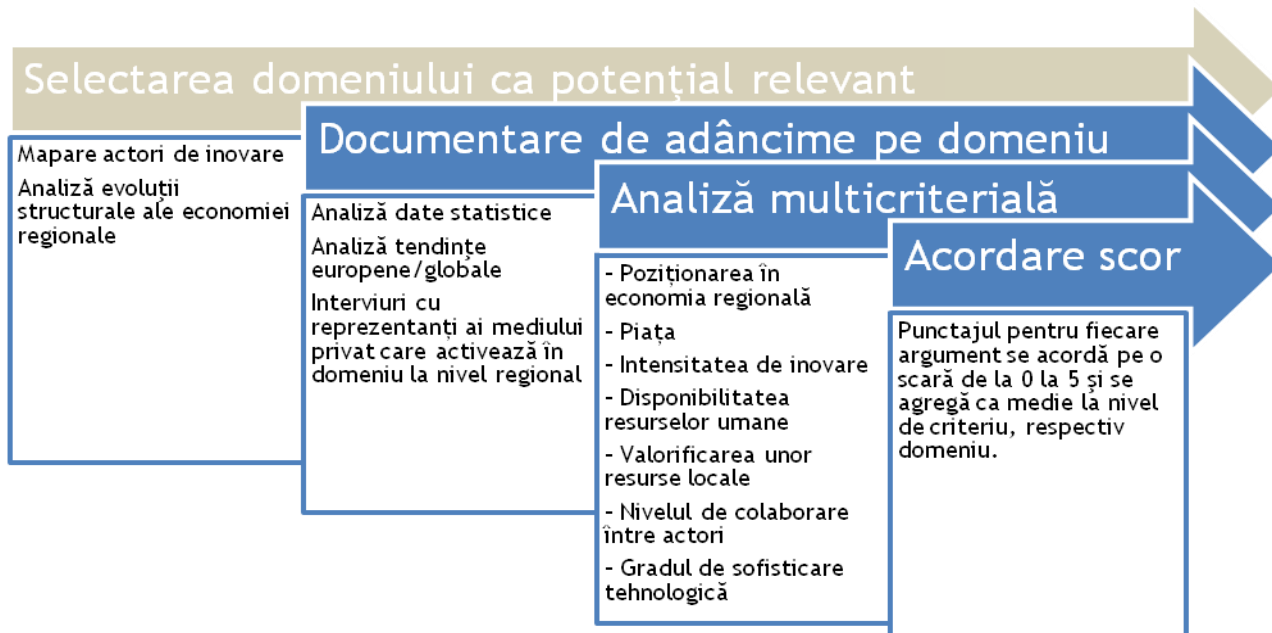 Selectarea domeniului ca potenţial relevant
Mapare actori de inovare
Analiză evoluţii
structurale ale economiei
regionale
Documentare de adâncime pe domeniu
Analiză date statistice
Analiză tendinţe
europene/globale
Interviuri cu
reprezentanți ai mediului
privat care activează în
domeniu la nivel regional
Analiză multicriterială
- Poziționarea în
economia regională
- Piața
- Intensitatea de inovare
- Disponibilitatea
resurselor umane
- Valorificarea unor
resurse locale
- Nivelul de colaborare
între actori
- Gradul de sofisticare
tehnologică
Acordare scor
Punctajul pentru fiecare
argument se acordă pe o
scară de la 0 la 5 şi se
agregă ca medie la nivel
de criteriu, respectiv
domeniu.